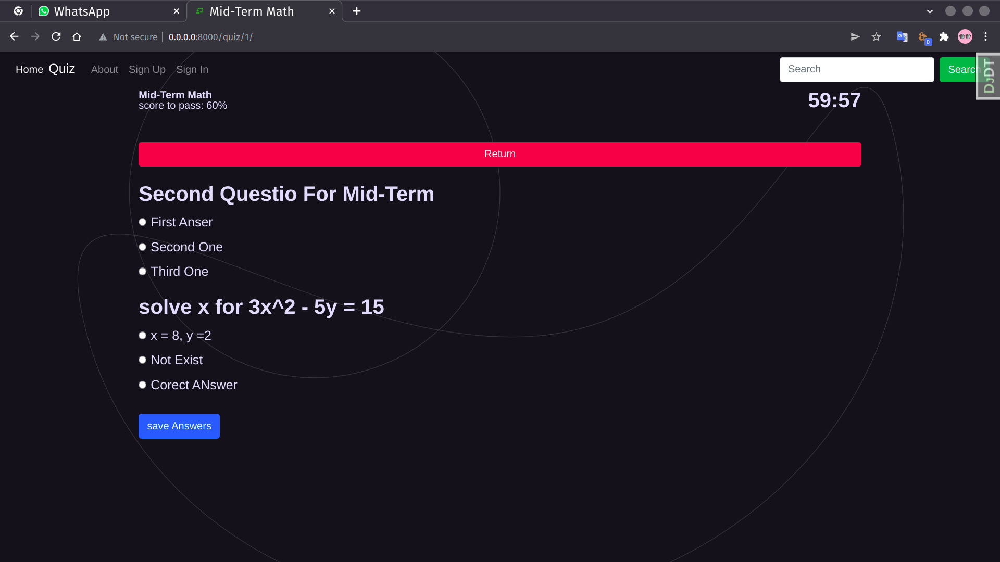 WhatsApp
Mid-Term Math
Not secure
0.0.0.0:8000/quiz/1/
0
Home Quiz About Sign Up Sign In
Search
Search
DJDT
Mid-Term Math
score to pass: 60%
59:57
Return
Second Questio For Mid-Term
First Anser
Second One
Third One
solve x for 3x^2 - 5y = 15
x = 8, y =2
Not Exist
Corect ANswer
save Answers